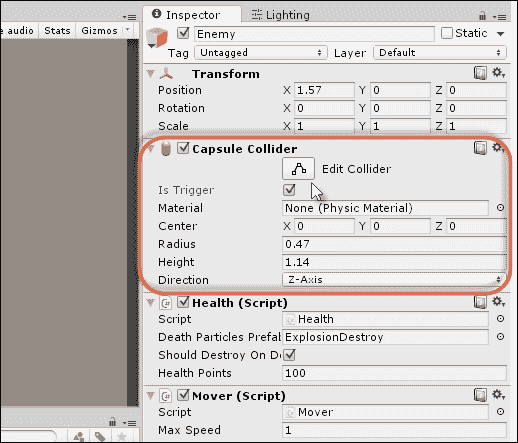 Inspector Lighting
e audio Stats Gizmos Enemy Static
Tag Untagged Layer Default
Transform
Position X 1.57 Y 0 Z 0
Rotation X 0 Y 0 Z 0
Scale X 1 Y 1 Z 1
Capsule Collider
Edit Collider
Is Trigger
Material None (Physic Material)
Center X 0 Y 0 Z 0
Radius 0.47
Height 1.14
Direction Z-Axis
Health (Script)
Script Health
Death Particles Prefal ExplosionDestroy
Should Destroy On De
Health Points 100
Mover (Script)
Script Mover
Max Speed 1